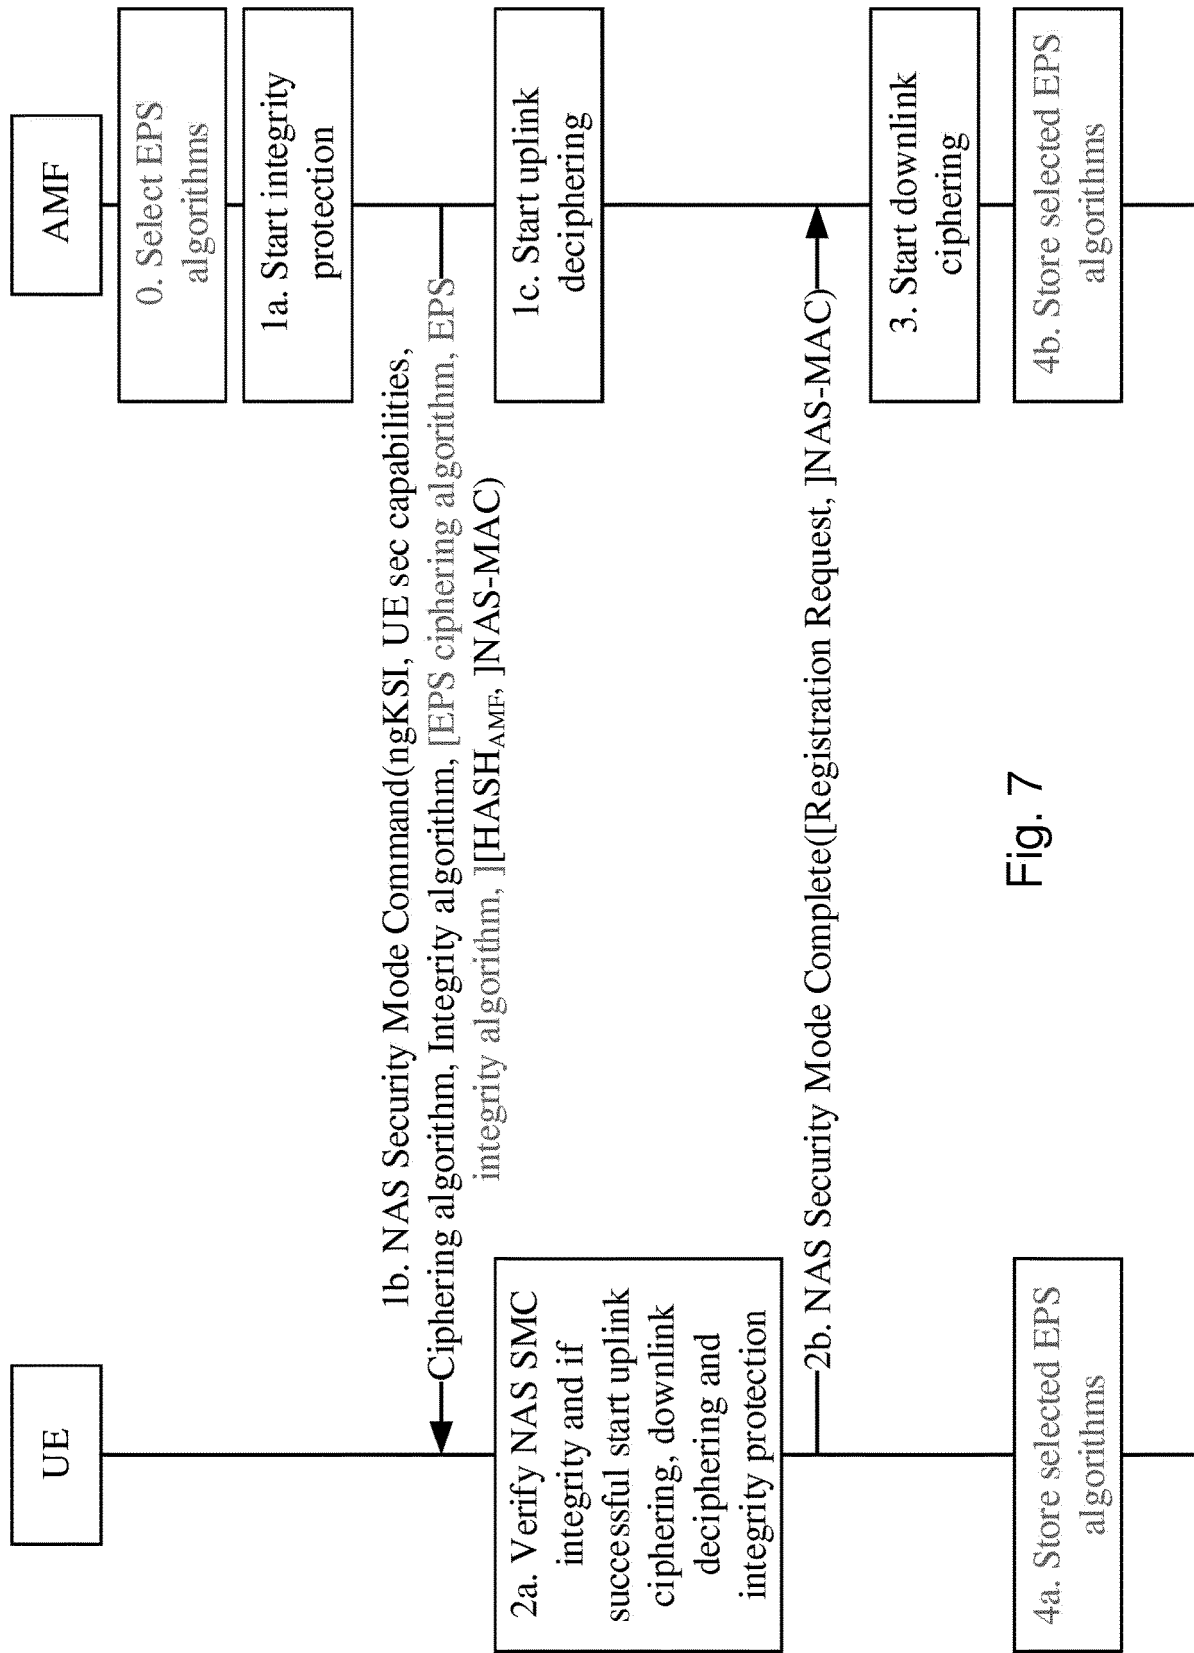 UE
AMF
0. Select EPS
algorithms
1a. Start integrity
protection
1b. NAS Security Mode Command(ngKSI, UE sec capabilities,
Ciphering algorithm, Integrity algorithm, [EPS ciphering algorithm, EPS
integrity algorithm, ][HASH_AMF, ]NAS-MAC)
1c. Start uplink
deciphering
2a. Verify NAS SMC
integrity and if
successful start uplink
ciphering, downlink
deciphering and
integrity protection
2b. NAS Security Mode Complete([Registration Request, ]NAS-MAC)
3. Start downlink
ciphering
4a. Store selected EPS
algorithms
4b. Store selected EPS
algorithms
Fig. 7